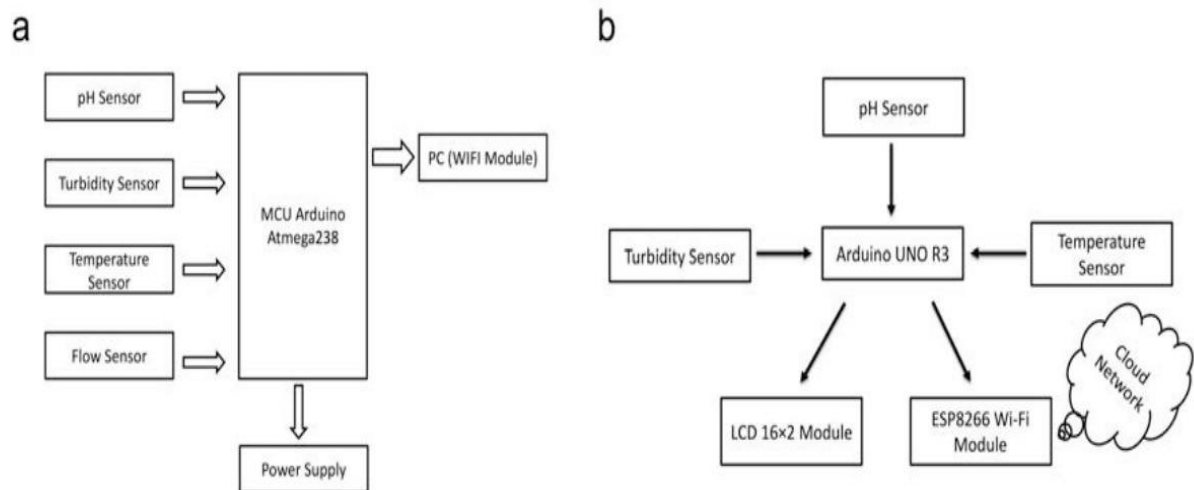 a
pH Sensor
Turbidity Sensor
Temperature
Sensor
Flow Sensor
MCU Arduino
Atmega238
PC (WIFI Module)
Power Supply
b
pH Sensor
Turbidity Sensor
Arduino UNO R3
Temperature
Sensor
LCD 16×2 Module
ESP8266 Wi-Fi
Module
Cloud
Network